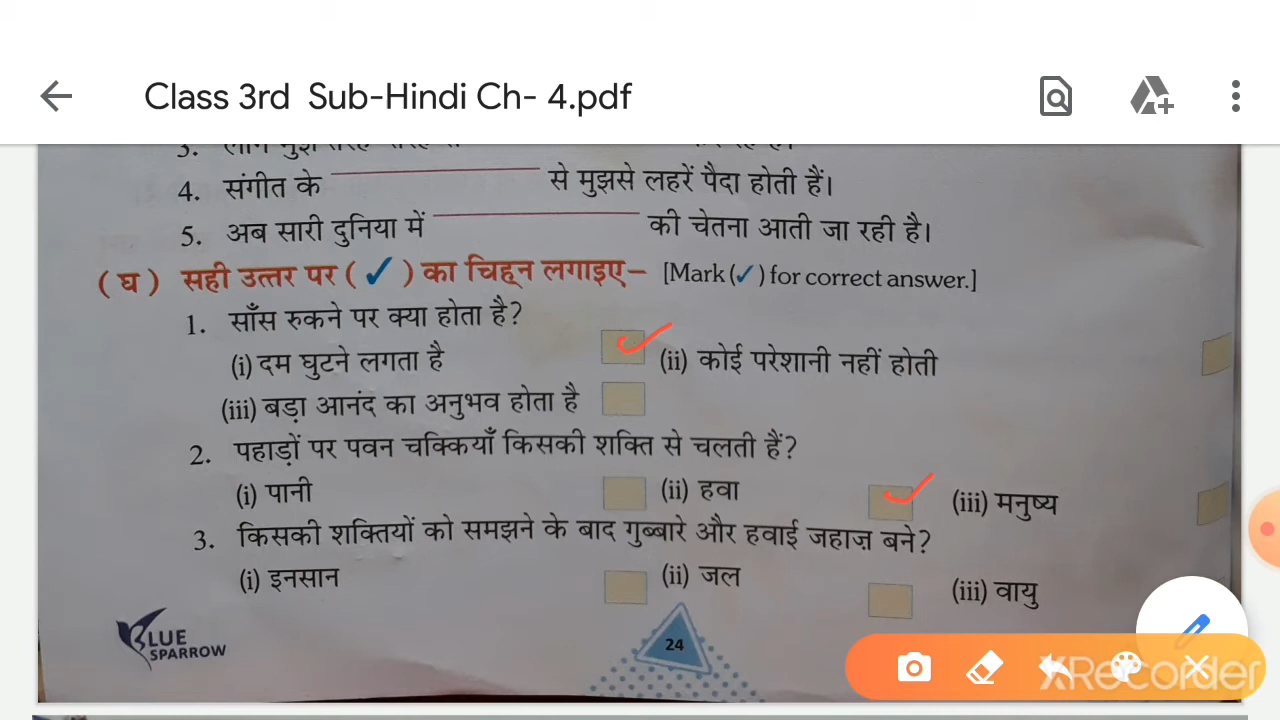 Class 3rd Sub-Hindi Ch- 4.pdf
4. संगीत के ____ से मुझसे लहरें पैदा होती हैं।
5. अब सारी दुनिया में ____ की चेतना आती जा रही है।
(घ) सही उत्तर पर (✓) का चिह्न लगाइए– [Mark (✓) for correct answer.]
1. साँस रुकने पर क्या होता है?
(i) दम घुटने लगता है (ii) कोई परेशानी नहीं होती
(iii) बड़ा आनंद का अनुभव होता है
2. पहाड़ों पर पवन चक्कियाँ किसकी शक्ति से चलती हैं?
(i) पानी (ii) हवा (iii) मनुष्य
3. किसकी शक्तियों को समझने के बाद गुब्बारे और हवाई जहाज़ बने?
(i) इनसान (ii) जल (iii) वायु
BLUE SPARROW
24
XRecorder